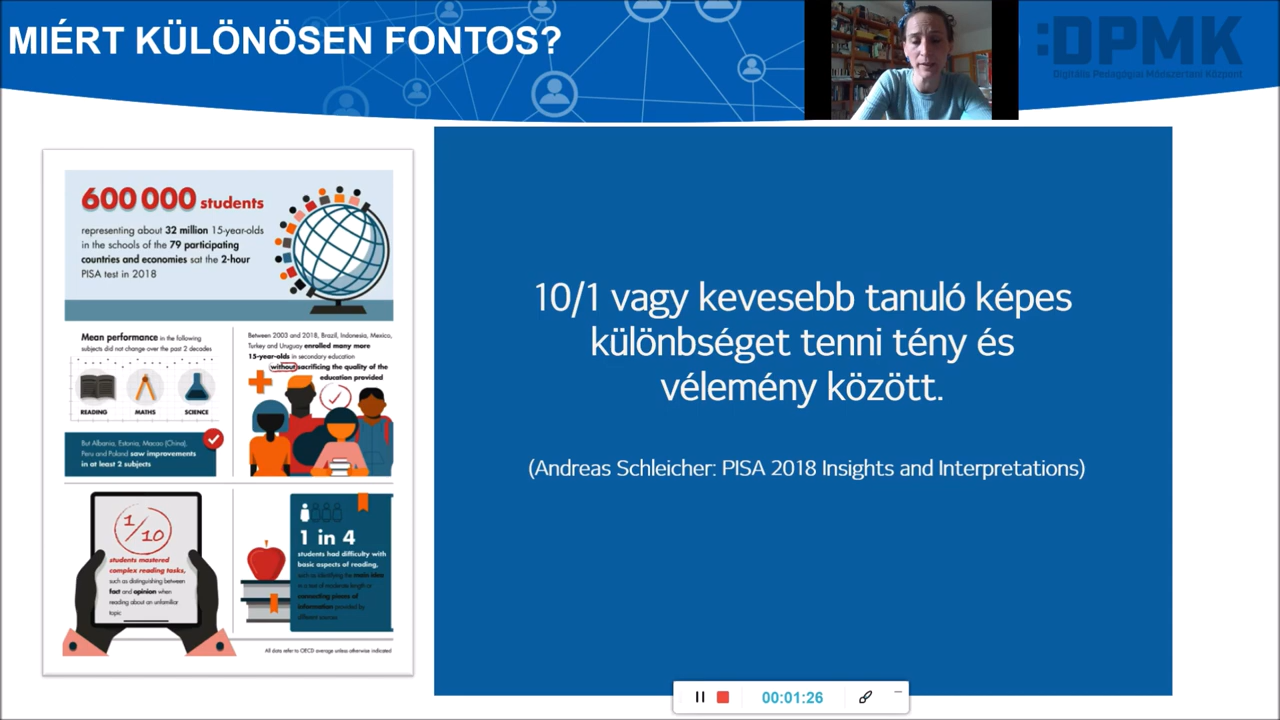 MIÉRT KÜLÖNÖSEN FONTOS?
:DPMK
Digitális Pedagógiai Módszertani Központ
600 000 students
representing about 32 million 15-year-olds
in the schools of the 79 participating
countries and economies sat the 2-hour
PISA test in 2018
Mean performance in the following
subjects did not change over the past 2 decades
READING MATHS SCIENCE
But Albania, Estonia, Macao (China),
Peru and Poland saw improvements
in at least 2 subjects
Between 2003 and 2018, Brazil, Indonesia, Mexico,
Turkey and Uruguay enrolled many more
15-year-olds in secondary education
without sacrificing the quality of the
education provided
1/10
students mastered
complex reading tasks,
such as distinguishing between
fact and opinion when
reading about an unfamiliar
topic
1 in 4
students had difficulty with
basic aspects of reading,
such as identifying the main idea
in a text of moderate length or
connecting pieces of
information provided by
different sources
All data refer to OECD average unless otherwise indicated
10/1 vagy kevesebb tanuló képes
különbséget tenni tény és
vélemény között.
(Andreas Schleicher: PISA 2018 Insights and Interpretations)
00:01:26